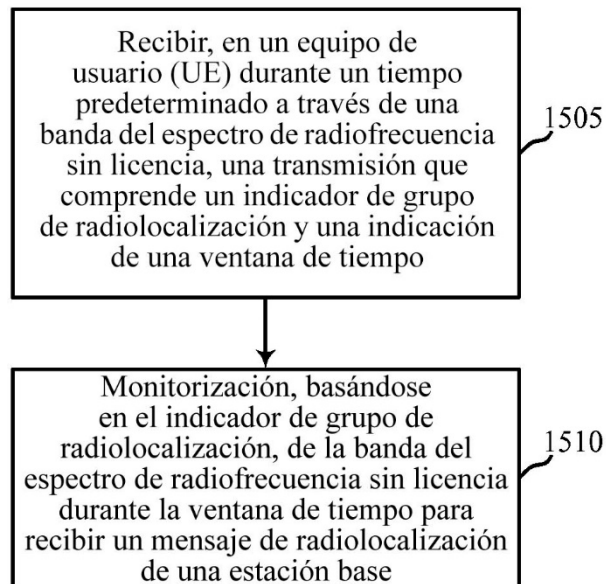 Recibir, en un equipo de
usuario (UE) durante un tiempo
predeterminado a través de una
banda del espectro de radiofrecuencia
sin licencia, una transmisión que
comprende un indicador de grupo
de radiolocalización y una indicación
de una ventana de tiempo
1505
Monitorización, basándose
en el indicador de grupo de
radiolocalización, de la banda del
espectro de radiofrecuencia sin licencia
durante la ventana de tiempo para
recibir un mensaje de radiolocalización
de una estación base
1510